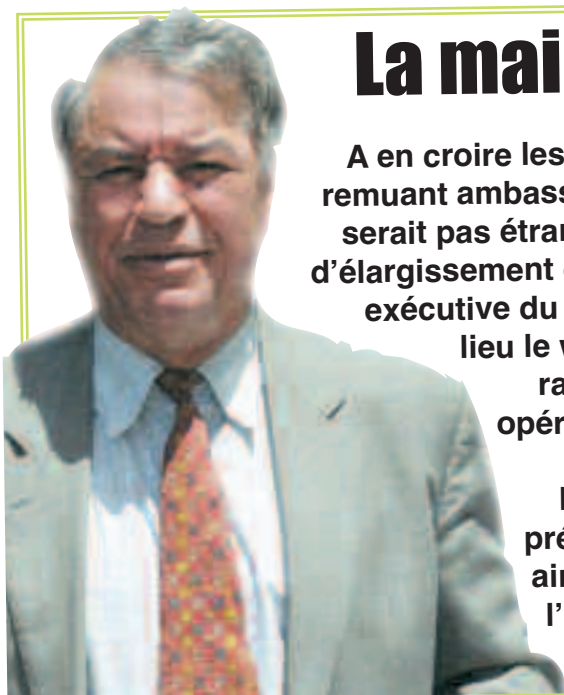 La mai
A en croire les
remuant ambass
serait pas étran
d'élargissement
exécutive du
lieu le
ra
opér
pré
air
l'